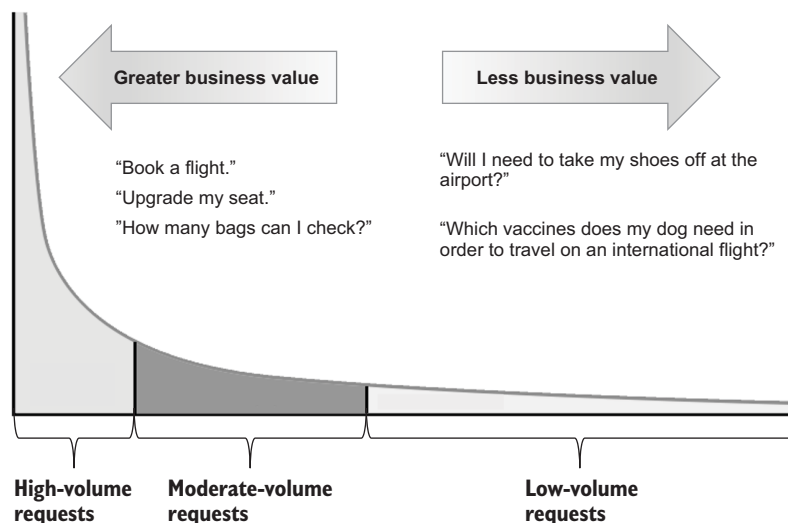 Greater business value
Less business value
“Book a flight.”
“Upgrade my seat.”
”How many bags can I check?”
“Will I need to take my shoes off at the
airport?”
“Which vaccines does my dog need in
order to travel on an international flight?”
High-volume
requests
Moderate-volume
requests
Low-volume
requests